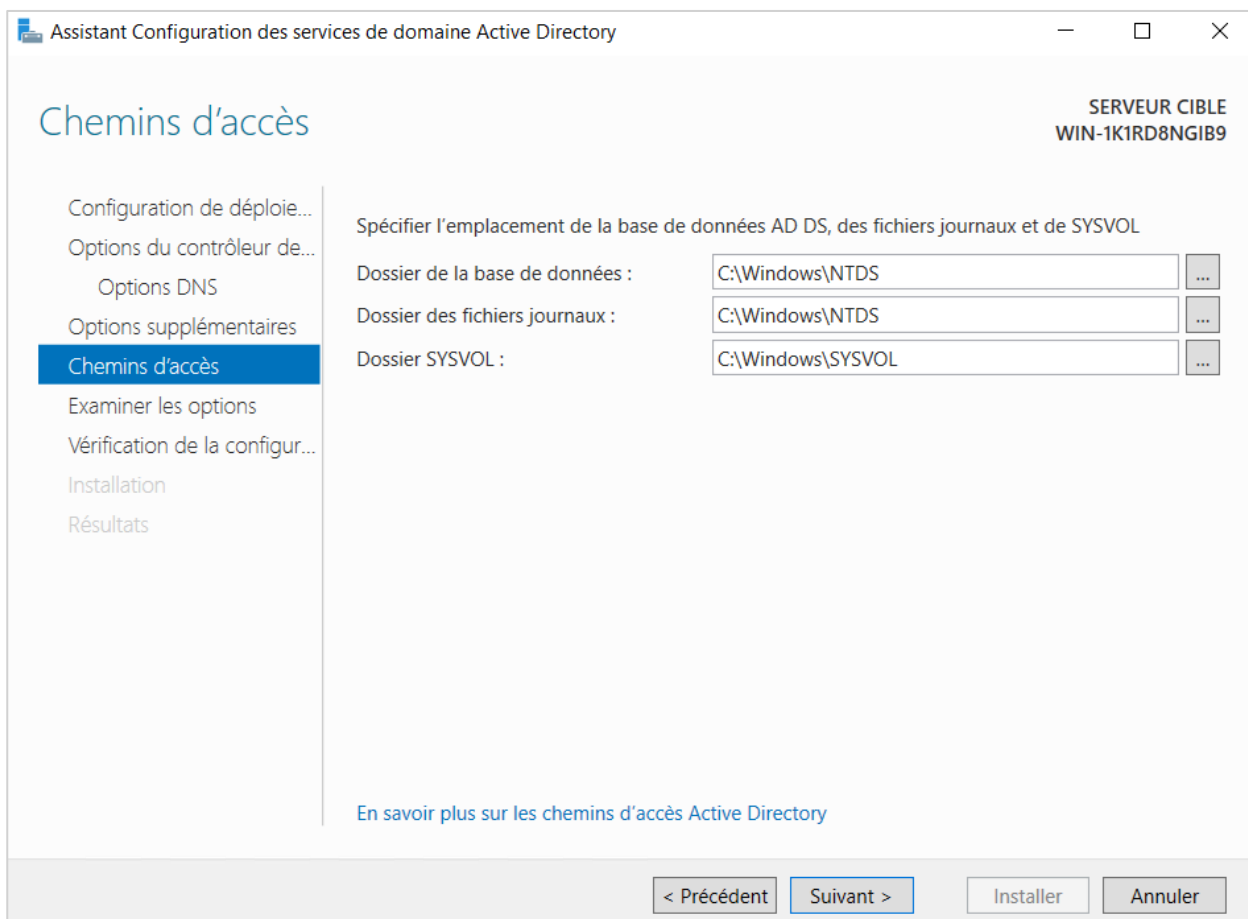 Assistant Configuration des services de domaine Active Directory
Chemins d’accès
SERVEUR CIBLE
WIN-1K1RD8NGIB9
Configuration de déploie...
Options du contrôleur de...
Options DNS
Options supplémentaires
Chemins d’accès
Examiner les options
Vérification de la configur...
Installation
Résultats
Spécifier l’emplacement de la base de données AD DS, des fichiers journaux et de SYSVOL
Dossier de la base de données : C:\Windows\NTDS ...
Dossier des fichiers journaux : C:\Windows\NTDS ...
Dossier SYSVOL : C:\Windows\SYSVOL ...
En savoir plus sur les chemins d’accès Active Directory
< Précédent Suivant > Installer Annuler